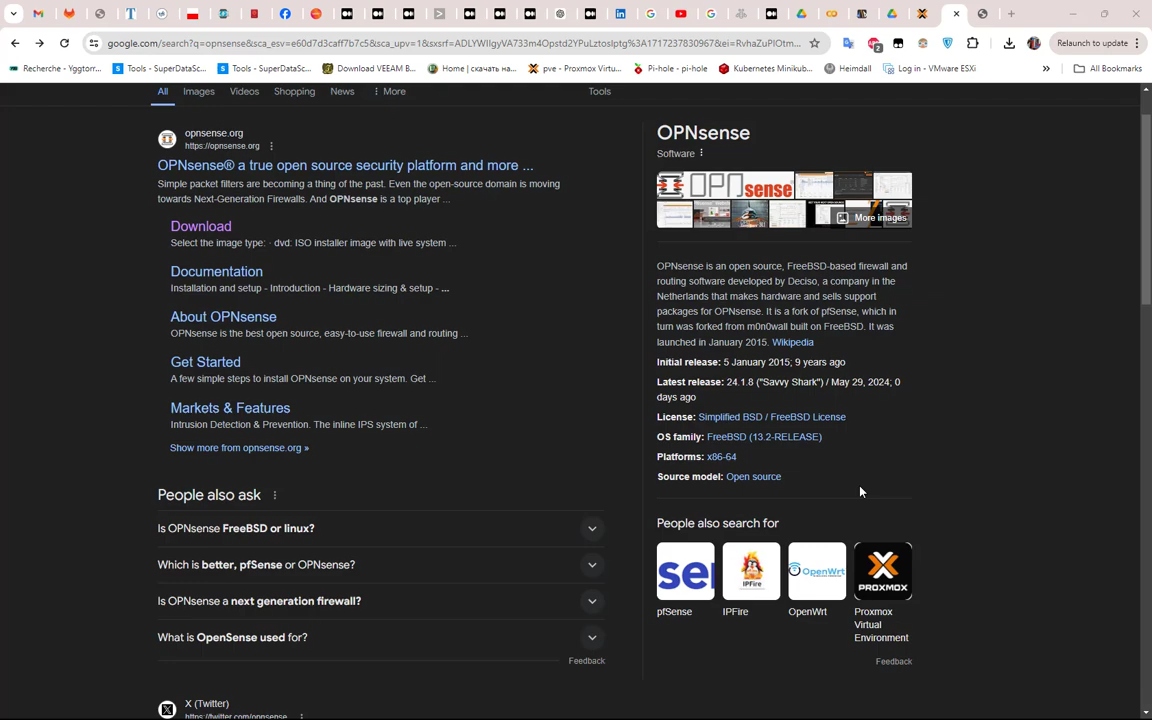 google.com/search?q=opnsense&sca_esv=e60d7d3caff7b7c5&sca_upv=1&sxsrf=ADLYWIIgyVA733m4Opstd2YPuLztosIptg%3A1717237830967&ei=RvhaZuPIOtm...
Relaunch to update
Recherche - Yggtorr...
Tools - SuperDataSc...
Tools - SuperDataSc...
Download VEEAM B...
Home | скачать на...
pve - Proxmox Virtu...
Pi-hole - pi-hole
Kubernetes Minikub...
Heimdall
Log in - VMware ESXi
»
All Bookmarks
All
Images
Videos
Shopping
News
More
Tools
opnsense.org
https://opnsense.org
OPNsense® a true open source security platform and more ...
Simple packet filters are becoming a thing of the past. Even the open-source domain is moving
towards Next-Generation Firewalls. And OPNsense is a top player ...
Download
Select the image type: · dvd: ISO installer image with live system ...
Documentation
Installation and setup - Introduction - Hardware sizing & setup - ...
About OPNsense
OPNsense is the best open source, easy-to-use firewall and routing ...
Get Started
A few simple steps to install OPNsense on your system. Get ...
Markets & Features
Intrusion Detection & Prevention. The inline IPS system of ...
Show more from opnsense.org »
People also ask
Is OPNsense FreeBSD or linux?
Which is better, pfSense or OPNsense?
Is OPNsense a next generation firewall?
What is OpenSense used for?
Feedback
X (Twitter)
https://twitter.com/opnsense
OPNsense
Software
OPNsense
More images
OPNsense is an open source, FreeBSD-based firewall and
routing software developed by Deciso, a company in the
Netherlands that makes hardware and sells support
packages for OPNsense. It is a fork of pfSense, which in
turn was forked from m0n0wall built on FreeBSD. It was
launched in January 2015. Wikipedia
Initial release: 5 January 2015; 9 years ago
Latest release: 24.1.8 ("Savvy Shark") / May 29, 2024; 0
days ago
License: Simplified BSD / FreeBSD License
OS family: FreeBSD (13.2-RELEASE)
Platforms: x86-64
Source model: Open source
People also search for
IPFire
OpenWrt
PROXMOX
pfSense
IPFire
OpenWrt
Proxmox
Virtual
Environment
Feedback